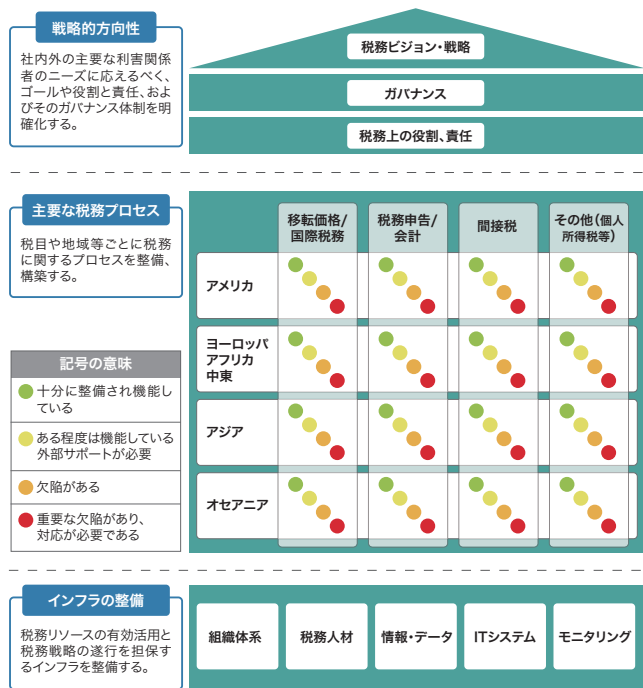 戦略的方向性
社内外の主要な利害関係
者のニーズに応えるべく、
ゴールや役割と責任、およ
びそのガバナンス体制を明
確化する。
税務ビジョン・戦略
ガバナンス
税務上の役割、責任
主要な税務プロセス
税目や地域等ごとに税務
に関するプロセスを整備、
構築する。
移転価格/
国際税務
税務申告/
会計
間接税
その他（個人
所得税等）
アメリカ
ヨーロッパ
アフリカ
中東
アジア
オセアニア
記号の意味
十分に整備され機能し
ている
ある程度は機能している
外部サポートが必要
欠陥がある
重要な欠陥があり、
対応が必要である
インフラの整備
税務リソースの有効活用と
税務戦略の遂行を担保す
るインフラを整備する。
組織体系
税務人材
情報・データ
ITシステム
モニタリング